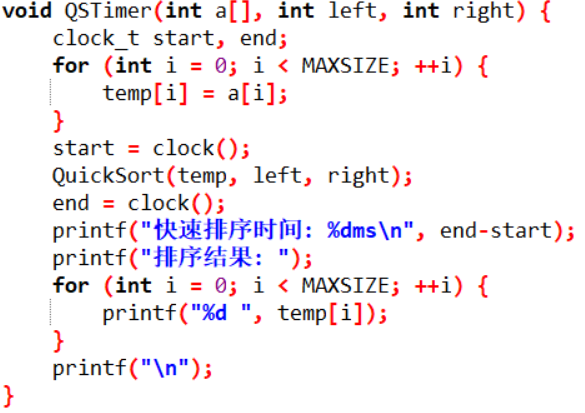 void QSTimer(int a[], int left, int right) {
    clock_t start, end;
    for (int i = 0; i < MAXSIZE; ++i) {
        temp[i] = a[i];
    }
    start = clock();
    QuickSort(temp, left, right);
    end = clock();
    printf("快速排序时间: %dms\n", end-start);
    printf("排序结果: ");
    for (int i = 0; i < MAXSIZE; ++i) {
        printf("%d ", temp[i]);
    }
    printf("\n");
}